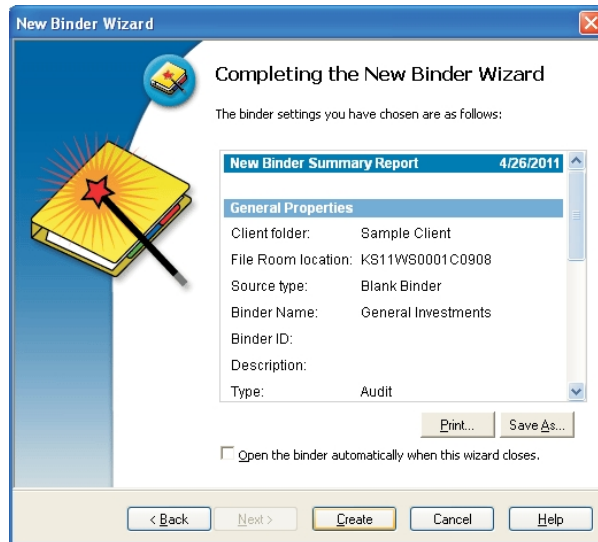 New Binder Wizard
Completing the New Binder Wizard
The binder settings you have chosen are as follows:
New Binder Summary Report 4/26/2011
General Properties
Client folder: Sample Client
File Room location: KS11WS0001C0908
Source type: Blank Binder
Binder Name: General Investments
Binder ID:
Description:
Type: Audit
Print... Save As...
Open the binder automatically when this wizard closes.
< Back Next > Create Cancel Help